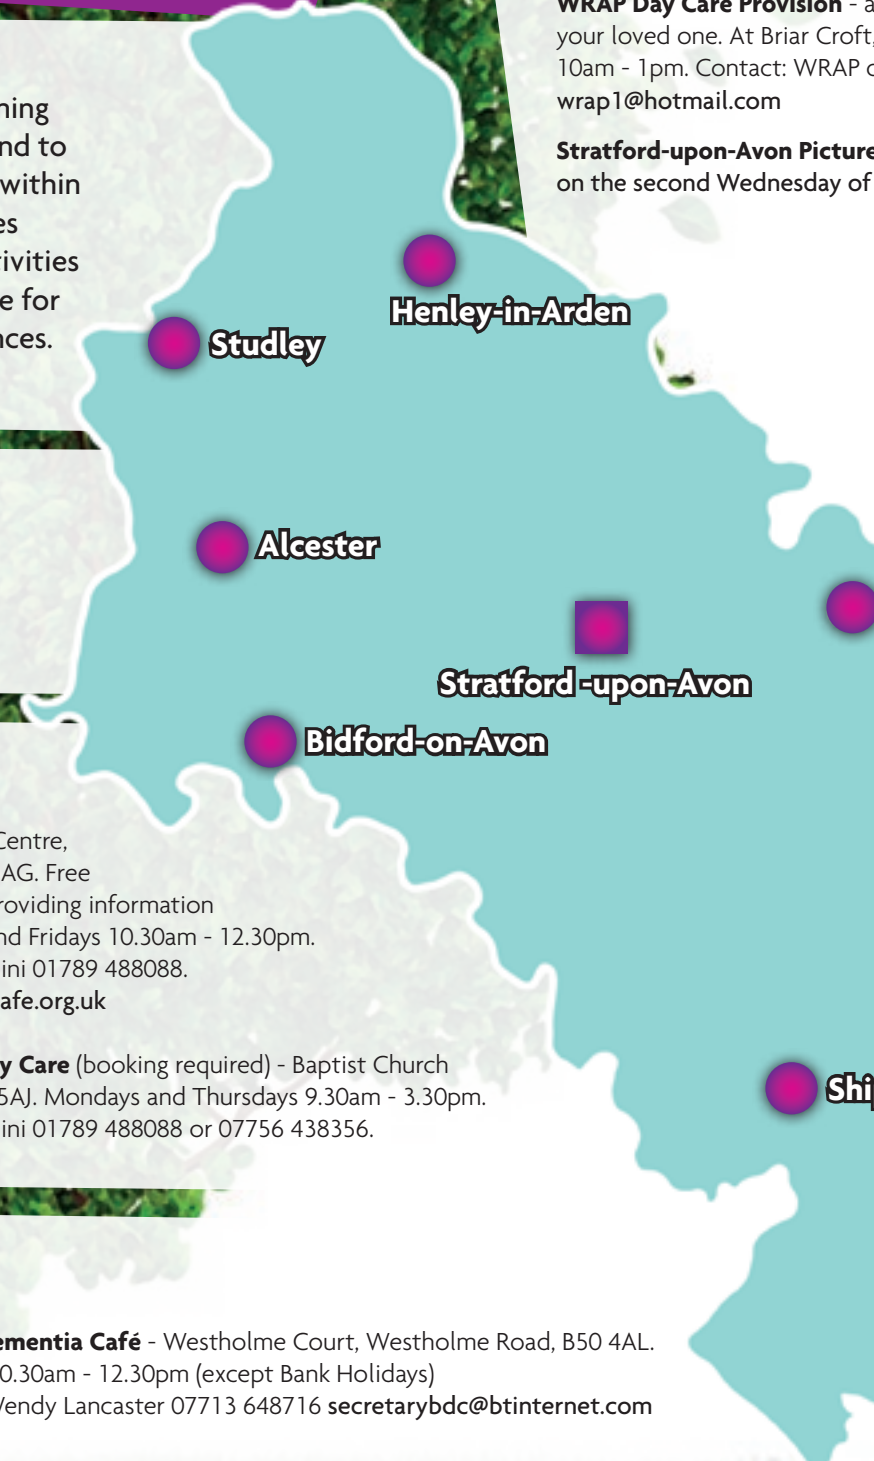 WRAP Day Care Provision - a
your loved one. At Briar Croft,
10am - 1pm. Contact: WRAP
wrap1@hotmail.com
Stratford-upon-Avon Picture
on the second Wednesday of
ning
nd to
within
es
ivities
e for
nces.
Henley-in-Arden
Studley
Alcester
Stratford -upon-Avon
Bidford-on-Avon
Centre,
AG. Free
roviding information
nd Fridays 10.30am - 12.30pm.
ini 01789 488088.
afe.org.uk
y Care (booking required) - Baptist Church
5AJ. Mondays and Thursdays 9.30am - 3.30pm.
ini 01789 488088 or 07756 438356.
Shi
ementia Café - Westholme Court, Westholme Road, B50 4AL.
0.30am - 12.30pm (except Bank Holidays)
Wendy Lancaster 07713 648716 secretarybdc@btinternet.com